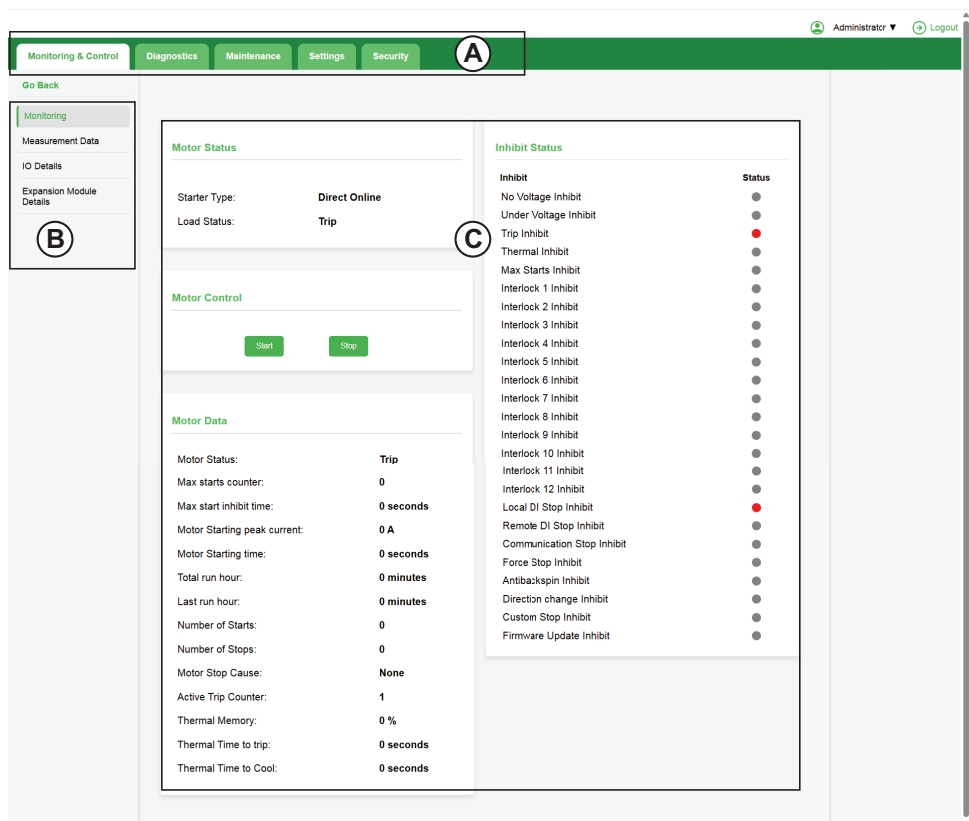 Administrator ▼ Logout
Monitoring & Control Diagnostics Maintenance Settings Security A
Go Back
Monitoring
Measurement Data
IO Details
Expansion Module
Details
B
Motor Status
Starter Type: Direct Online
Load Status: Trip
C
Motor Control
Start Stop
Motor Data
Motor Status: Trip
Max starts counter: 0
Max start inhibit time: 0 seconds
Motor Starting peak current: 0 A
Motor Starting time: 0 seconds
Total run hour: 0 minutes
Last run hour: 0 minutes
Number of Starts: 0
Number of Stops: 0
Motor Stop Cause: None
Active Trip Counter: 1
Thermal Memory: 0 %
Thermal Time to trip: 0 seconds
Thermal Time to Cool: 0 seconds
Inhibit Status
Inhibit Status
No Voltage Inhibit
Under Voltage Inhibit
Trip Inhibit
Thermal Inhibit
Max Starts Inhibit
Interlock 1 Inhibit
Interlock 2 Inhibit
Interlock 3 Inhibit
Interlock 4 Inhibit
Interlock 5 Inhibit
Interlock 6 Inhibit
Interlock 7 Inhibit
Interlock 8 Inhibit
Interlock 9 Inhibit
Interlock 10 Inhibit
Interlock 11 Inhibit
Interlock 12 Inhibit
Local DI Stop Inhibit
Remote DI Stop Inhibit
Communication Stop Inhibit
Force Stop Inhibit
Antibackspin Inhibit
Direction change Inhibit
Custom Stop Inhibit
Firmware Update Inhibit